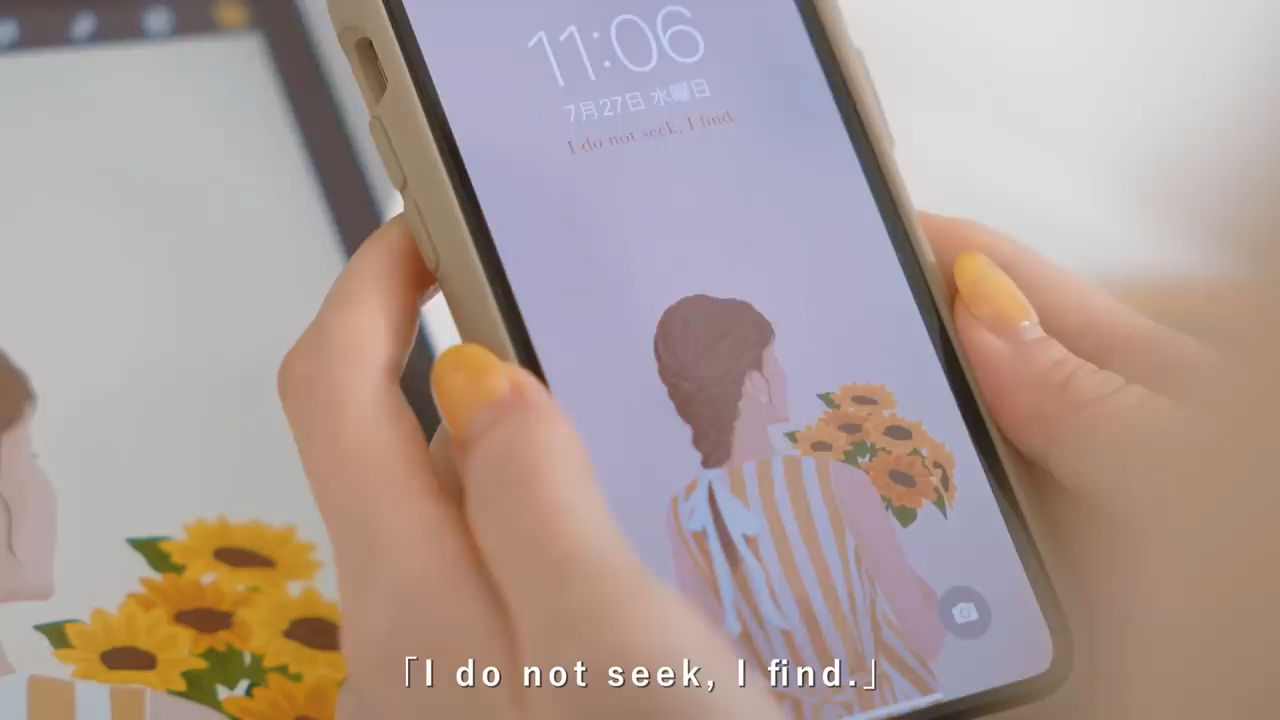 11:06
7月27日 水曜日
I do not seek, I find.
「I do not seek, I find.」